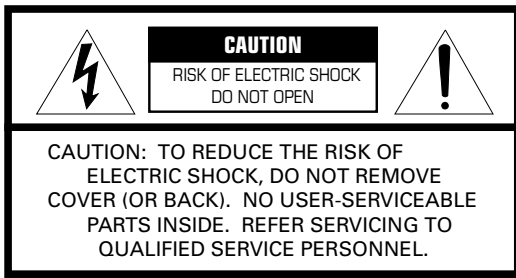 CAUTION
RISK OF ELECTRIC SHOCK
DO NOT OPEN
CAUTION: TO REDUCE THE RISK OF
ELECTRIC SHOCK, DO NOT REMOVE
COVER (OR BACK). NO USER-SERVICEABLE
PARTS INSIDE. REFER SERVICING TO
QUALIFIED SERVICE PERSONNEL.